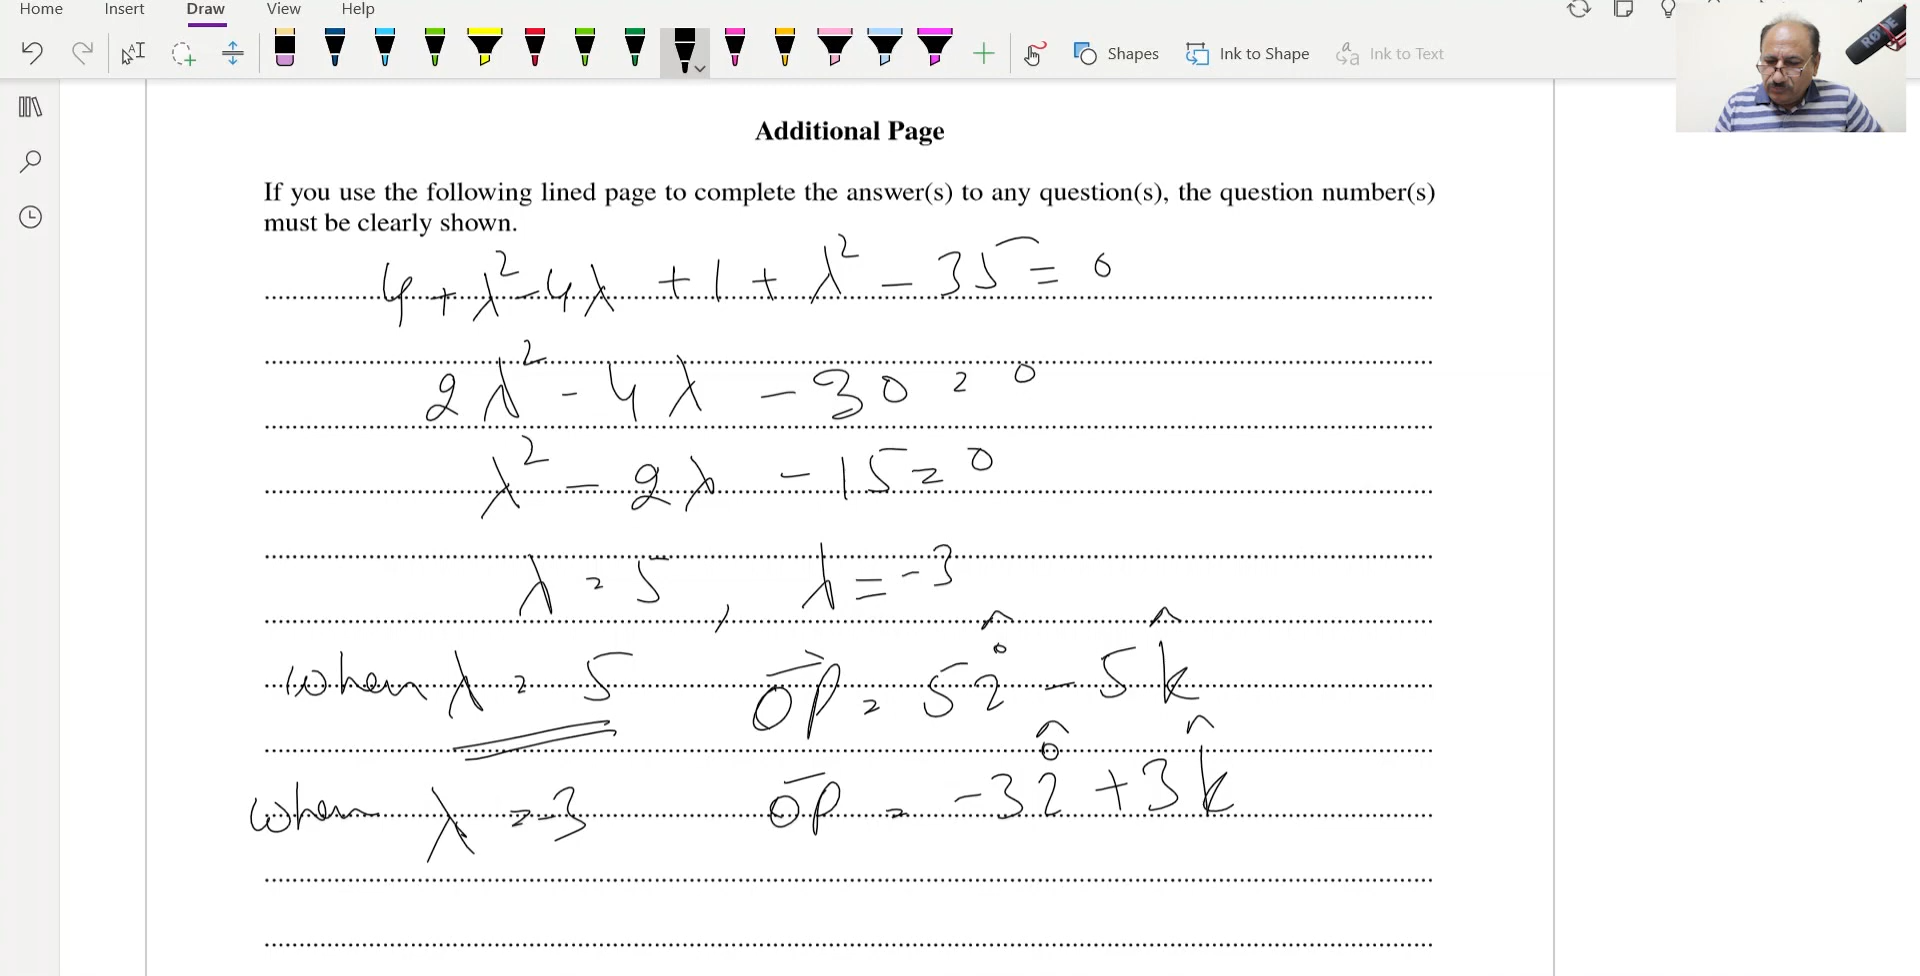 Home Insert Draw View Help
Shapes Ink to Shape Ink to Text
RØDE
Additional Page
If you use the following lined page to complete the answer(s) to any question(s), the question number(s)
must be clearly shown.
4 + λ² - 4λ + 1 + λ² - 35 = 0
2λ² - 4λ - 30 = 0
λ² - 2λ - 15 = 0
λ = 5 , λ = -3
when λ = 5 OP⃗ = 5î - 5k̂
when λ = -3 OP⃗ = -3î + 3k̂